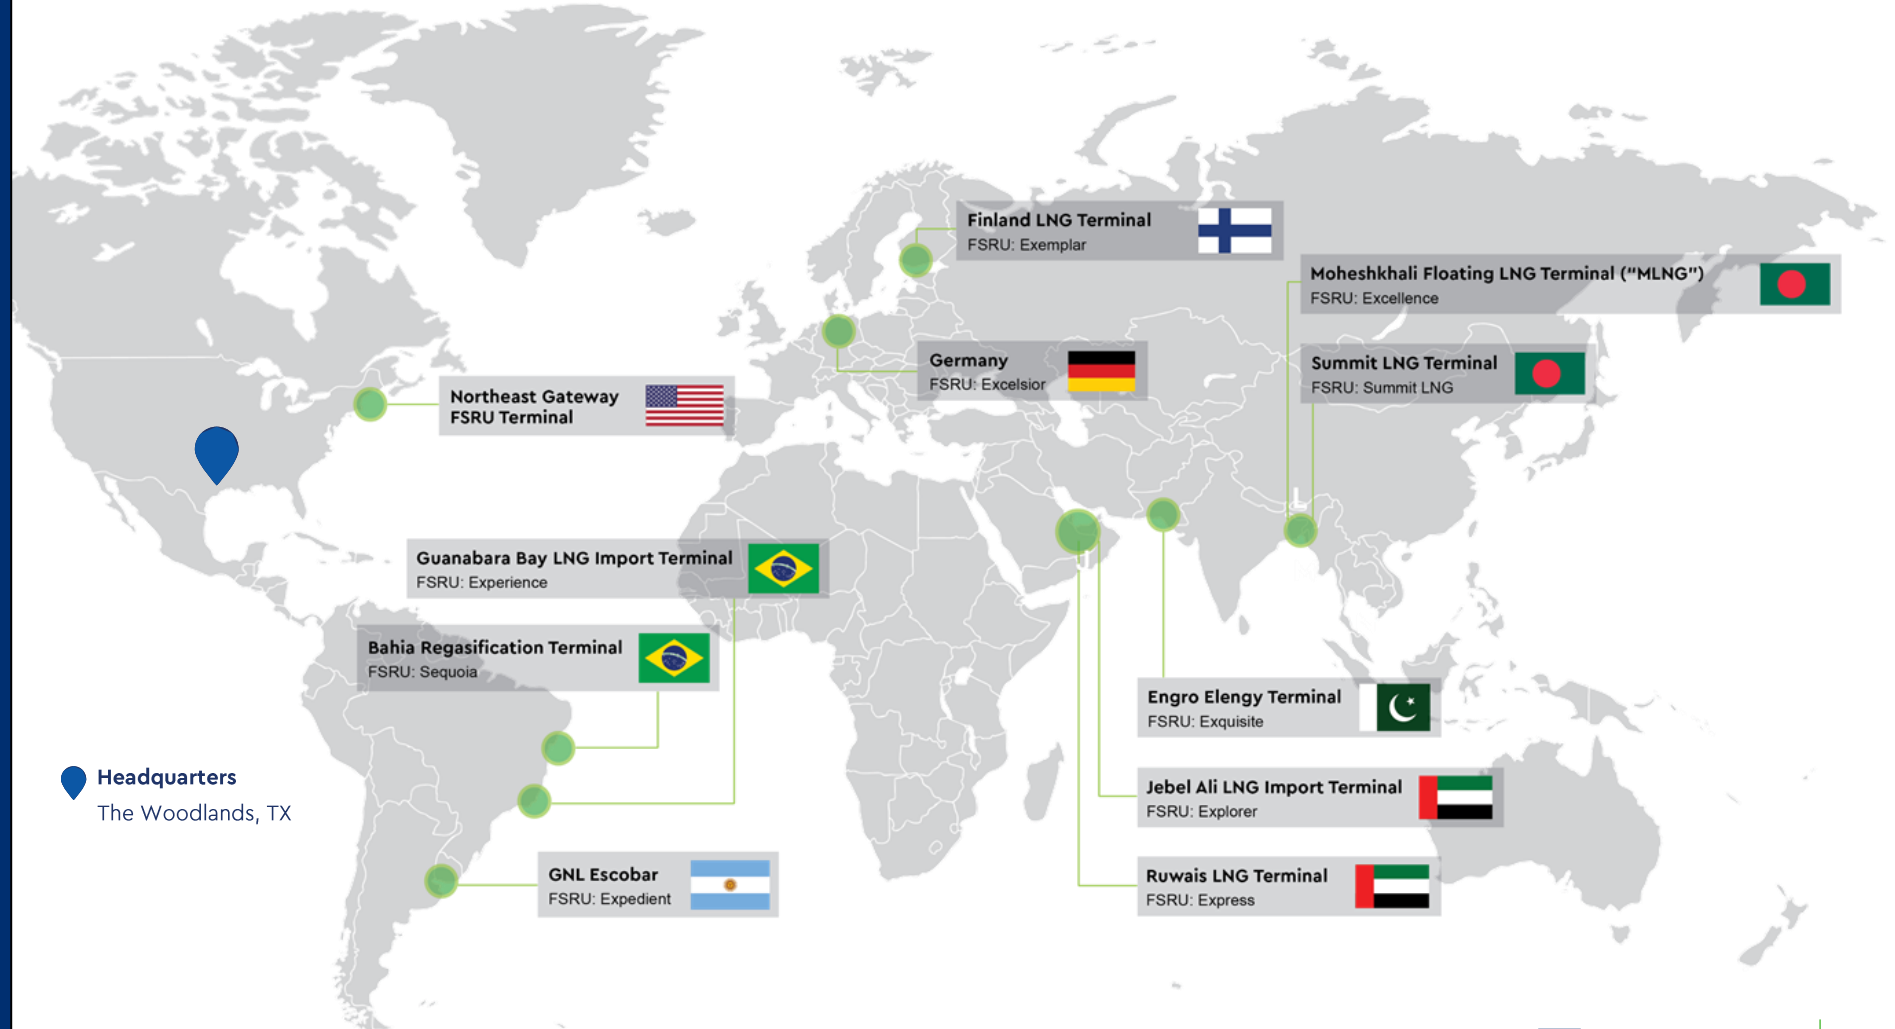 Finland LNG Terminal
FSRU: Exemplar
Moheshkhali Floating LNG Terminal (“MLNG”)
FSRU: Excellence
Germany
FSRU: Excelsior
Summit LNG Terminal
FSRU: Summit LNG
Northeast Gateway
FSRU Terminal
Guanabara Bay LNG Import Terminal
FSRU: Experience
Bahia Regasification Terminal
FSRU: Sequoia
Engro Elengy Terminal
FSRU: Exquisite
Headquarters
The Woodlands, TX
Jebel Ali LNG Import Terminal
FSRU: Explorer
GNL Escobar
FSRU: Expedient
Ruwais LNG Terminal
FSRU: Express